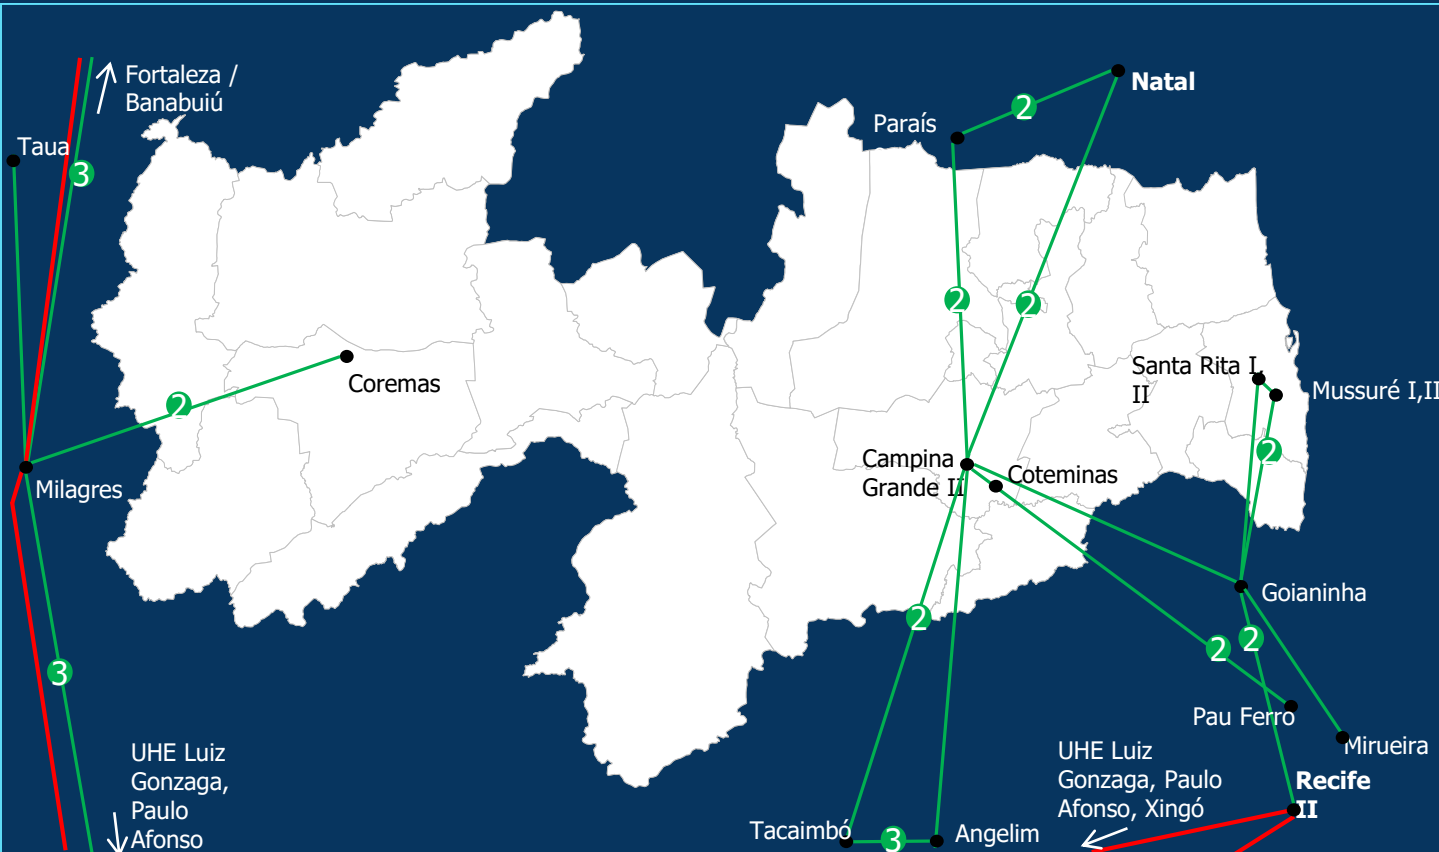 Fortaleza /
Banabuiú
Natal
2
Paraís
Taua
3
2
2
Santa Rita I,
II
Mussuré I,II
Coremas
2
2
Campina
Grande II
Coteminas
Milagres
Goianinha
2
2
2
3
Pau Ferro
Mirueira
UHE Luiz
Gonzaga,
Paulo
Afonso
UHE Luiz
Gonzaga, Paulo
Afonso, Xingó
Recife
II
Tacaimbó
3
Angelim